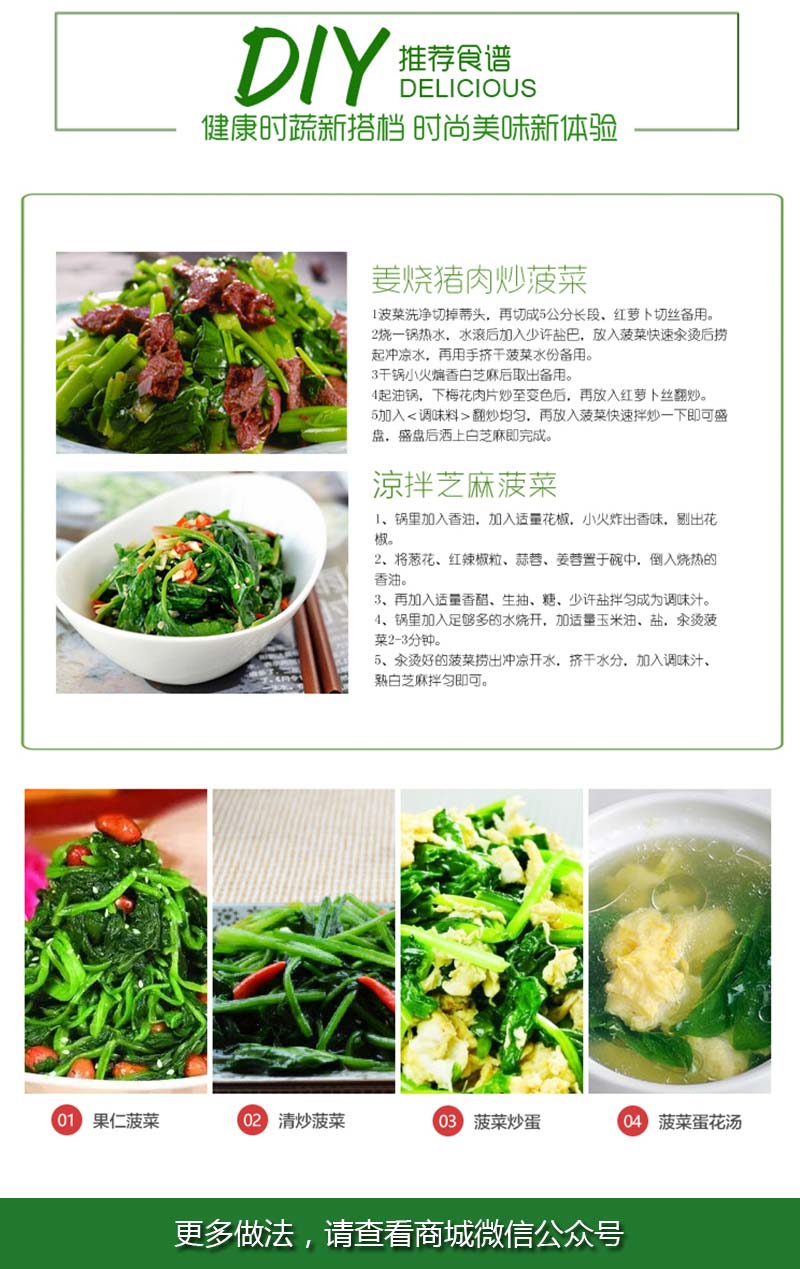 DIY 推荐食谱
DELICIOUS
健康时蔬新搭档 时尚美味新体验
姜烧猪肉炒菠菜
1菠菜洗净切掉蒂头，再切成5公分长段、红萝卜切丝备用。
2烧一锅热水，水滚后加入少许盐巴，放入菠菜快速汆烫后捞
起冲凉水，再用手挤干菠菜水份备用。
3干锅小火煸香白芝麻后取出备用。
4起油锅，下梅花肉片炒至变色后，再放入红萝卜丝翻炒。
5加入＜调味料＞翻炒均匀，再放入菠菜快速拌炒一下即可盛
盘，盛盘后洒上白芝麻即完成。
凉拌芝麻菠菜
1、锅里加入香油，加入适量花椒，小火炸出香味，剔出花
椒。
2、将葱花、红辣椒粒、蒜蓉、姜蓉置于碗中，倒入烧热的
香油。
3、再加入适量香醋、生抽、糖、少许盐拌匀成为调味汁。
4、锅里加入足够多的水烧开，加适量玉米油、盐，汆烫菠
菜2-3分钟。
5、汆烫好的菠菜捞出冲凉开水，挤干水分，加入调味汁、
熟白芝麻拌匀即可。
01 果仁菠菜
02 清炒菠菜
03 菠菜炒蛋
04 菠菜蛋花汤
更多做法，请查看商城微信公众号